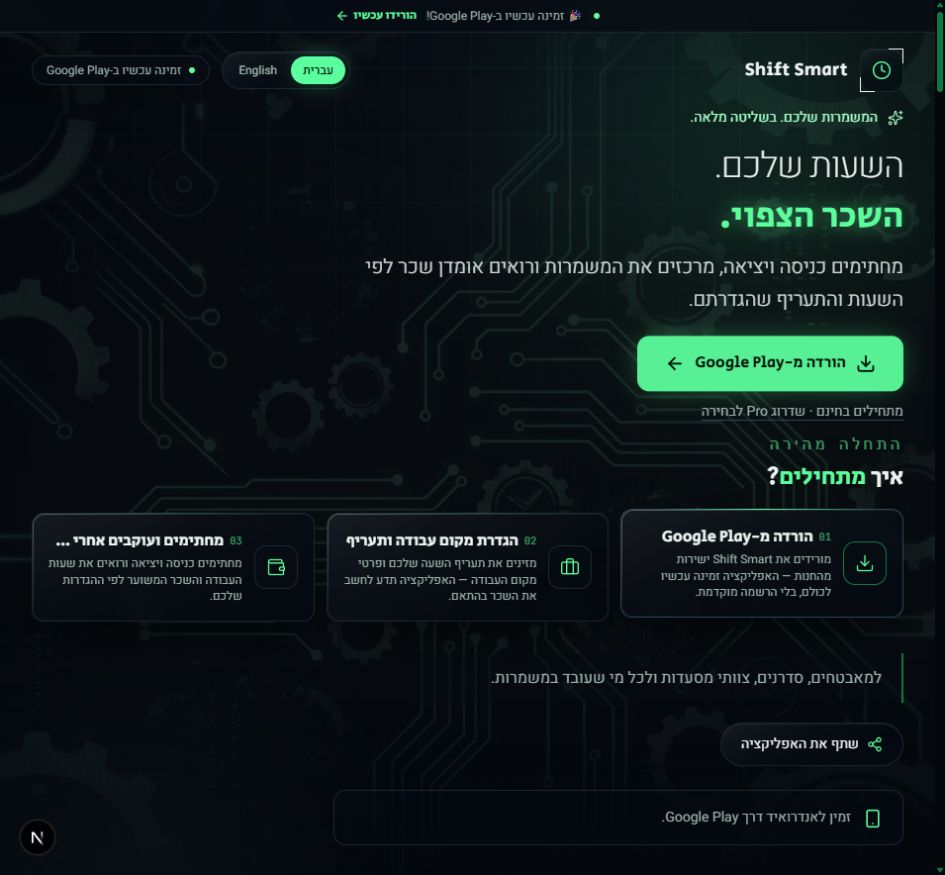 🎉 זמינה עכשיו ב-Google Play! הורידו עכשיו ←
Shift Smart
עברית English
זמינה עכשיו ב-Google Play
המשמרות שלכם. בשליטה מלאה.
השעות שלכם.
השכר הצפוי.
מחתימים כניסה ויציאה, מרכזים את המשמרות ורואים אומדן שכר לפי
השעות והתעריף שהגדרתם.
הורדה מ-Google Play ←
מתחילים בחינם · שדרוג Pro לבחירה
התחלה מהירה
איך מתחילים?
01 הורדה מ-Google Play
מורידים את Shift Smart ישירות
מהחנות — האפליקציה זמינה עכשיו
לכולם, בלי הרשמה מוקדמת.
02 הגדרת מקום עבודה ותעריף
מזינים את תעריף השעה שלכם ופרטי
מקום העבודה — האפליקציה תדע לחשב
את השכר בהתאם.
03 מחתימים ועוקבים אחרי ...
מחתימים כניסה ויציאה ורואים את שעות
העבודה והשכר המשוער לפי ההגדרות
שלכם.
למאבטחים, סדרנים, צוותי מסעדות ולכל מי שעובד במשמרות.
שתף את האפליקציה
זמין לאנדרואיד דרך Google Play.
N